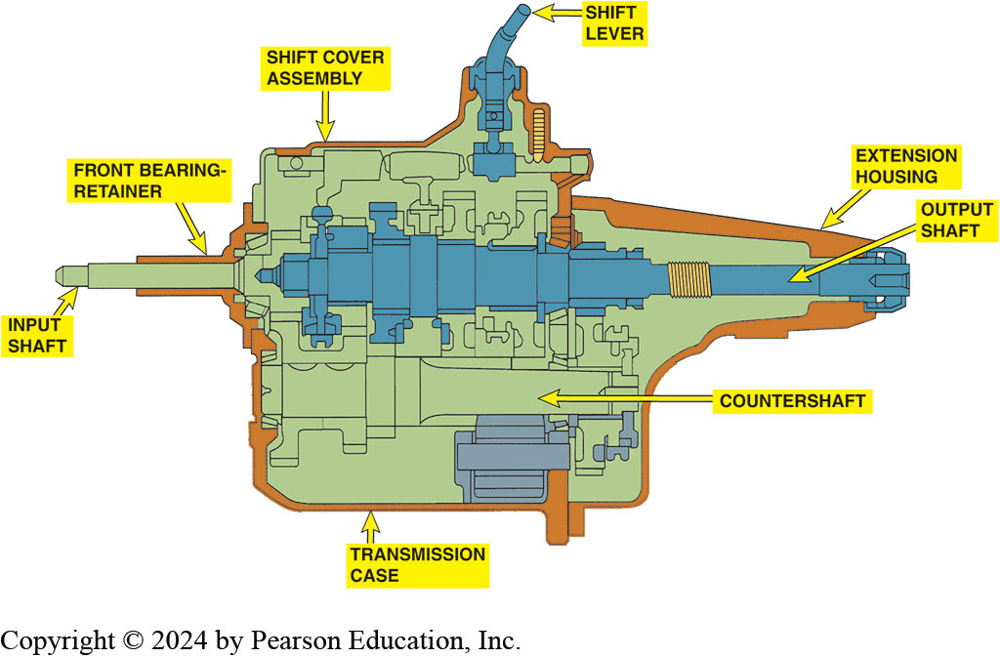 SHIFT
LEVER
SHIFT COVER
ASSEMBLY
FRONT BEARING-
RETAINER
EXTENSION
HOUSING
OUTPUT
SHAFT
INPUT
SHAFT
COUNTERSHAFT
TRANSMISSION
CASE
Copyright © 2024 by Pearson Education, Inc.